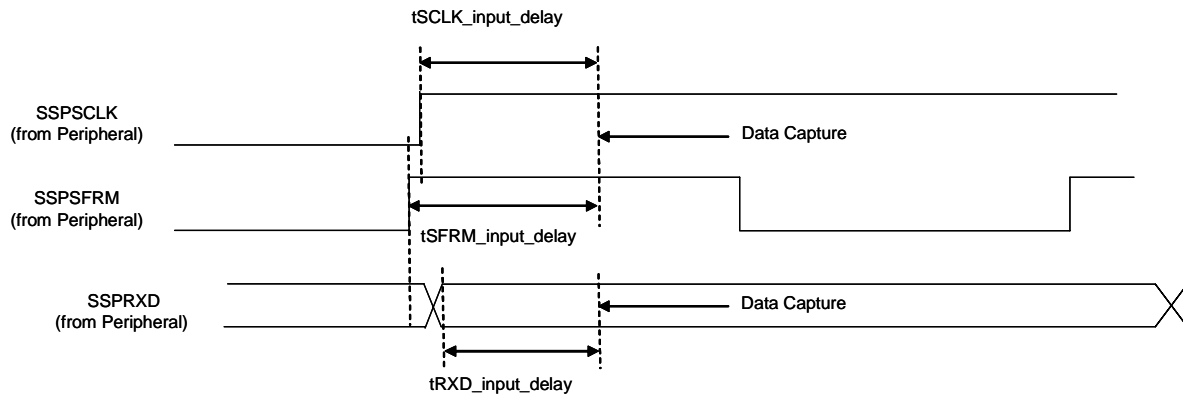 tSCLK_input_delay
SSPSCLK
(from Peripheral)
Data Capture
SSPSFRM
(from Peripheral)
tSFRM_input_delay
SSPRXD
(from Peripheral)
Data Capture
tRXD_input_delay